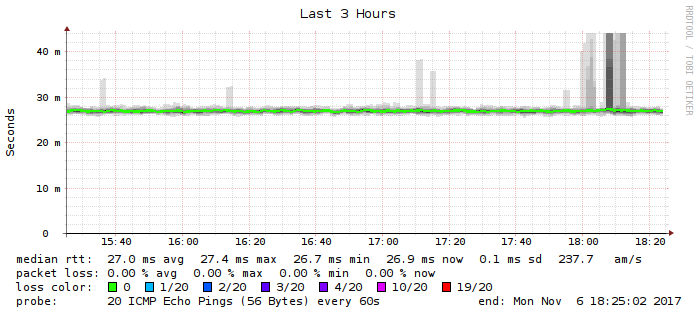 Last 3 Hours
RRDTOOL / TOBI OETIKER
Seconds
40 m
30 m
20 m
10 m
0
15:40 16:00 16:20 16:40 17:00 17:20 17:40 18:00 18:20
median rtt: 27.0 ms avg 27.4 ms max 26.7 ms min 26.9 ms now 0.1 ms sd 237.7 am/s
packet loss: 0.00 % avg 0.00 % max 0.00 % min 0.00 % now
loss color: 0 1/20 2/20 3/20 4/20 10/20 19/20
probe: 20 ICMP Echo Pings (56 Bytes) every 60s end: Mon Nov 6 18:25:02 2017